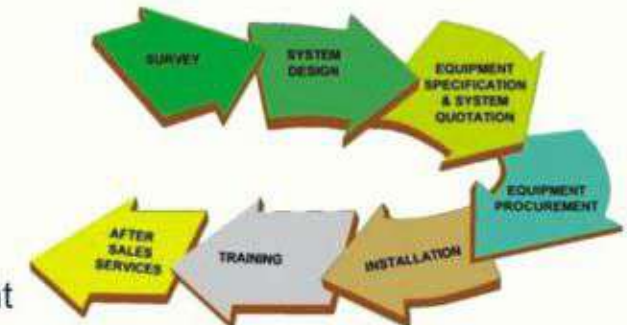 SURVEY
SYSTEM
DESIGN
EQUIPMENT
SPECIFICATION
& SYSTEM
QUOTATION
EQUIPMENT
PROCUREMENT
INSTALLATION
TRAINING
AFTER
SALES
SERVICES